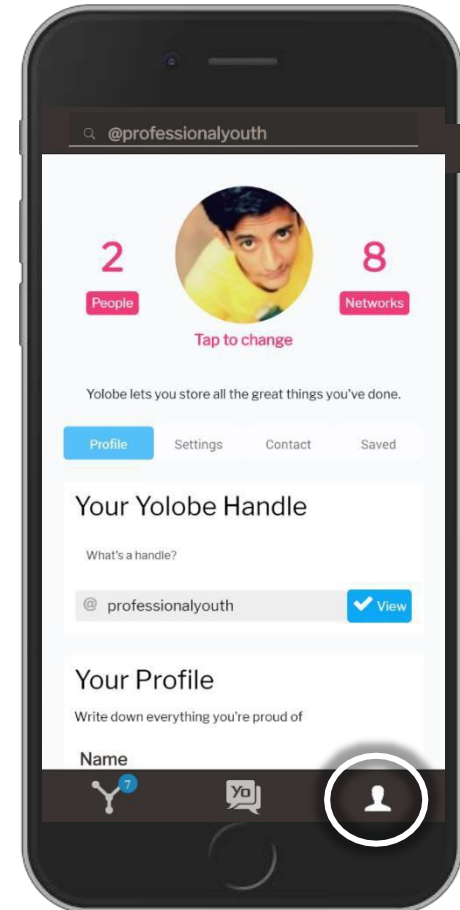 @professionalyouth
2
8
People
Networks
Tap to change
Yolobe lets you store all the great things you've done.
Profile Settings Contact Saved
Your Yolobe Handle
What's a handle?
@ professionalyouth View
Your Profile
Write down everything you're proud of
Name
7
Yo